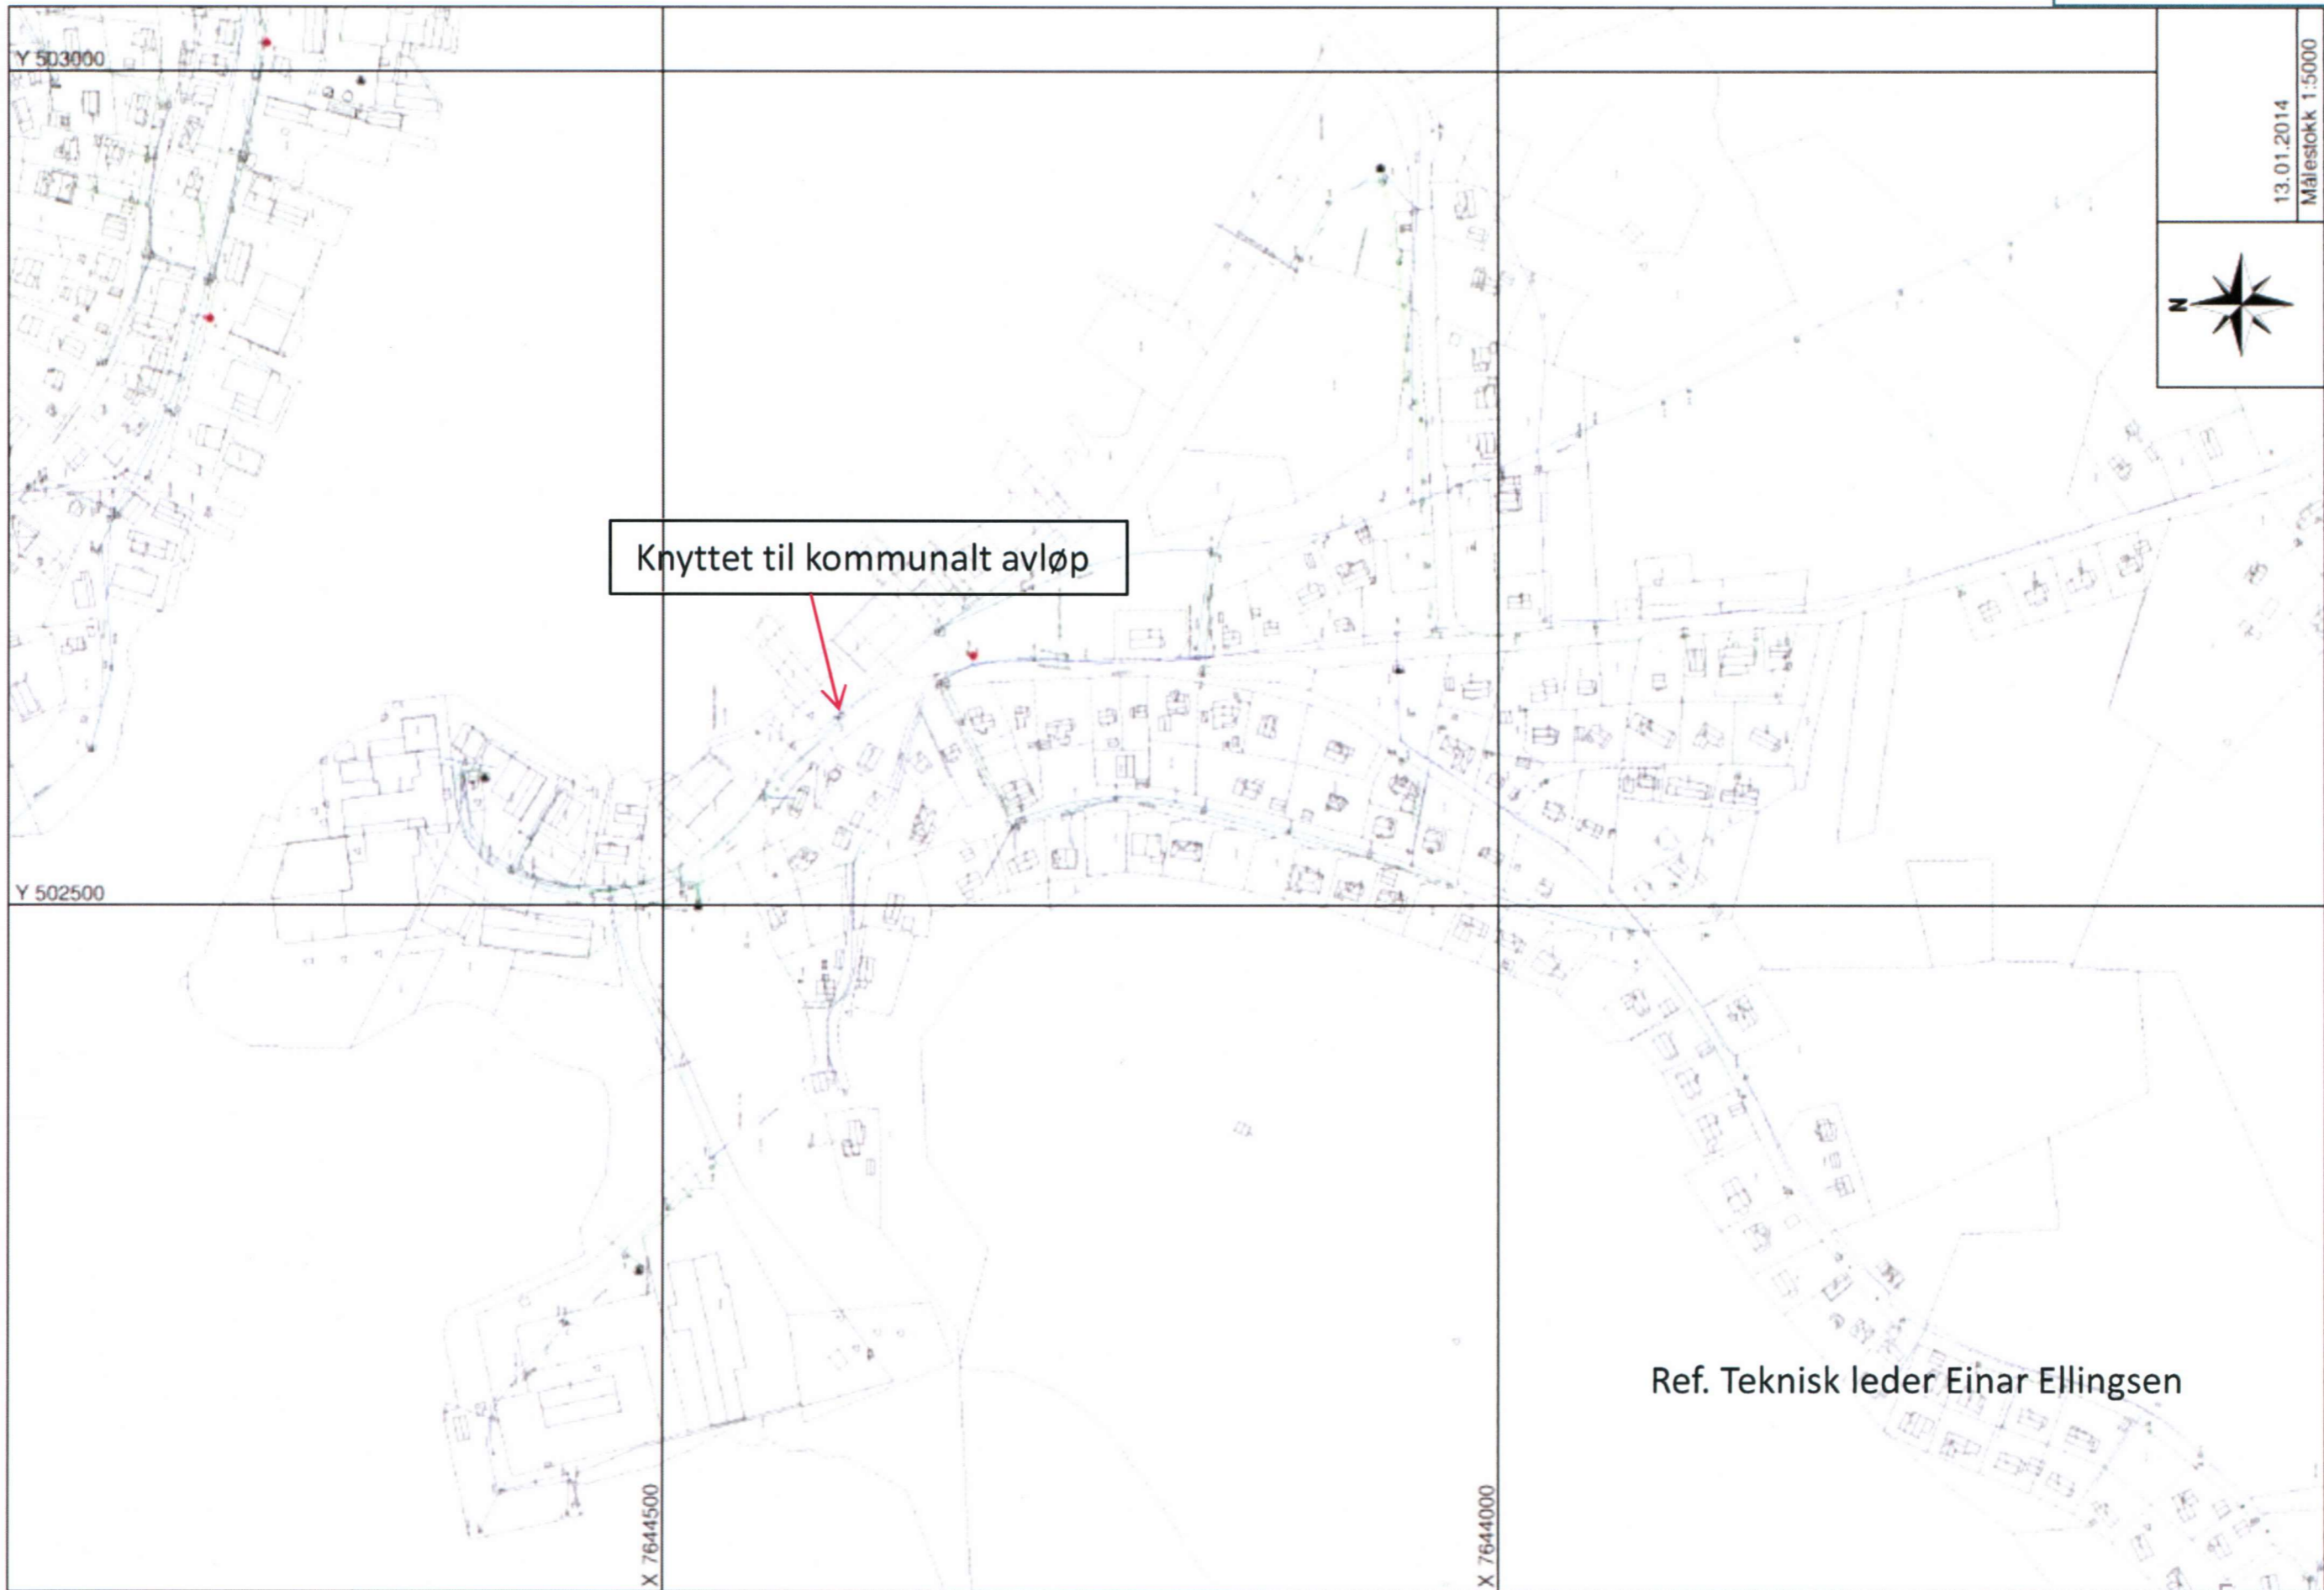 Y 503000
13.01.2014
Målestokk 1:5000
N
Knyttet til kommunalt avløp
Y 502500
Ref. Teknisk leder Einar Ellingsen
X 7644500
X 7644000